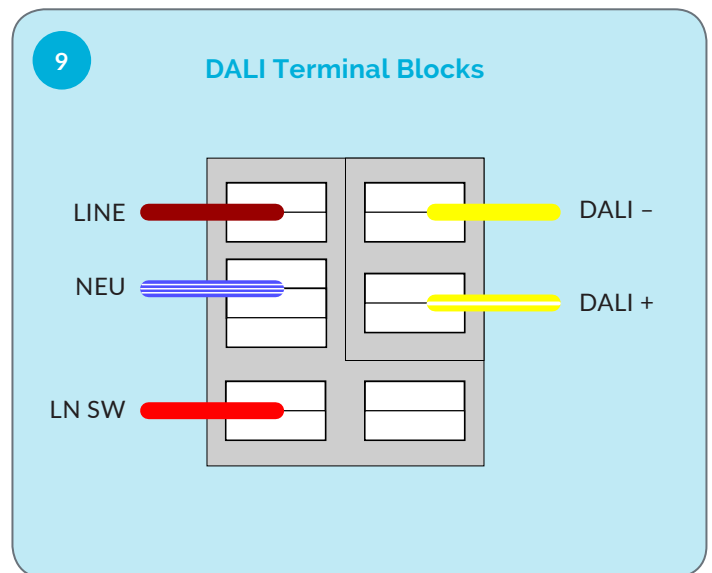 9
DALI Terminal Blocks
LINE
DALI –
NEU
DALI +
LN SW